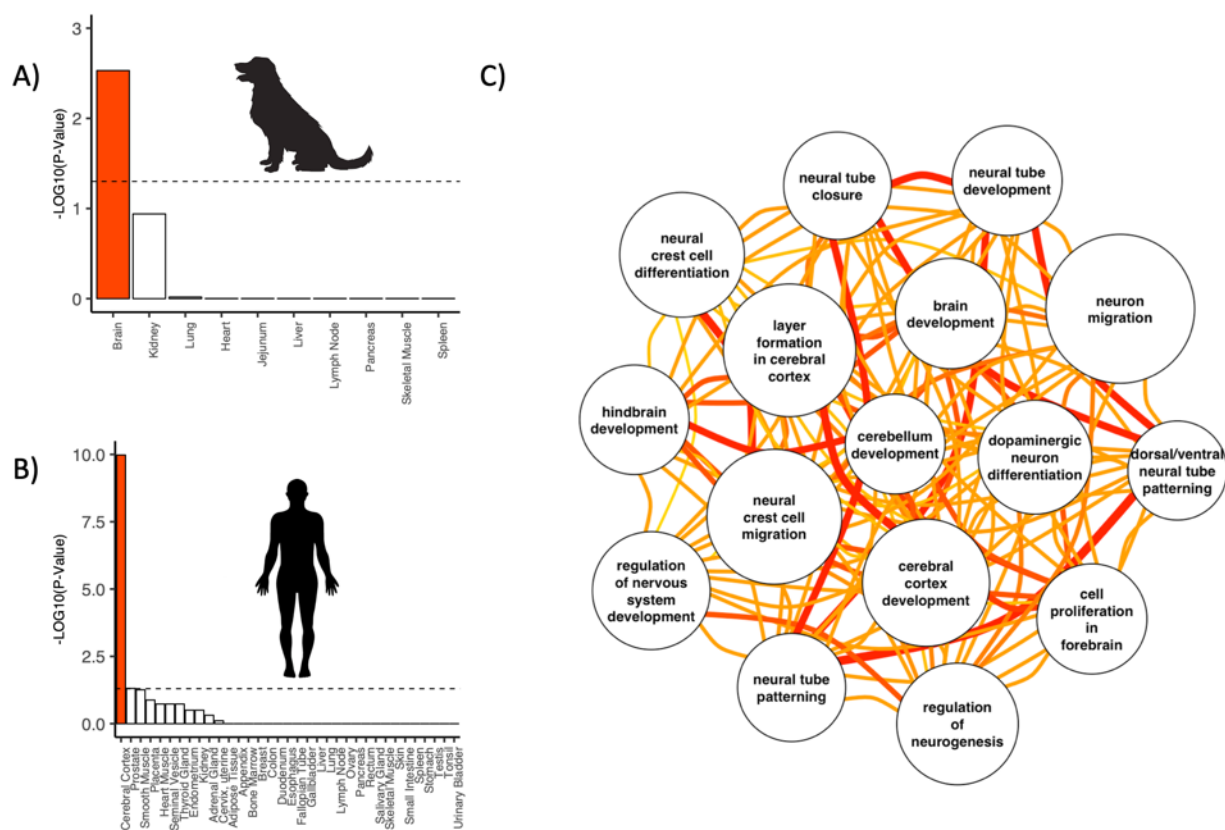 A)
-LOG10(P-Value)
3
2
1
0
Brain
Kidney
Lung
Heart
Jejunum
Liver
Lymph Node
Pancreas
Skeletal Muscle
Spleen
B)
-LOG10(P-Value)
10.0
7.5
5.0
2.5
0.0
Cerebral Cortex
Prostate
Smooth Muscle
Placenta
Heart Muscle
Seminal Vesicle
Thyroid Gland
Endometrium
Kidney
Adrenal Gland
Cervix, uterine
Adipose Tissue
Appendix
Bone Marrow
Breast
Colon
Duodenum
Esophagus
Fallopian Tube
Gallbladder
Liver
Lung
Lymph Node
Ovary
Pancreas
Rectum
Salivary Gland
Skeletal Muscle
Skin
Small Intestine
Spleen
Stomach
Testis
Tonsil
Urinary Bladder
C)
neural tube
closure
neural tube
development
neural
crest cell
differentiation
brain
development
neuron
migration
layer
formation
in cerebral
cortex
hindbrain
development
cerebellum
development
dopaminergic
neuron
differentiation
dorsal/ventral
neural tube
patterning
neural
crest cell
migration
regulation
of nervous
system
development
cerebral
cortex
development
cell
proliferation
in
forebrain
neural tube
patterning
regulation
of
neurogenesis